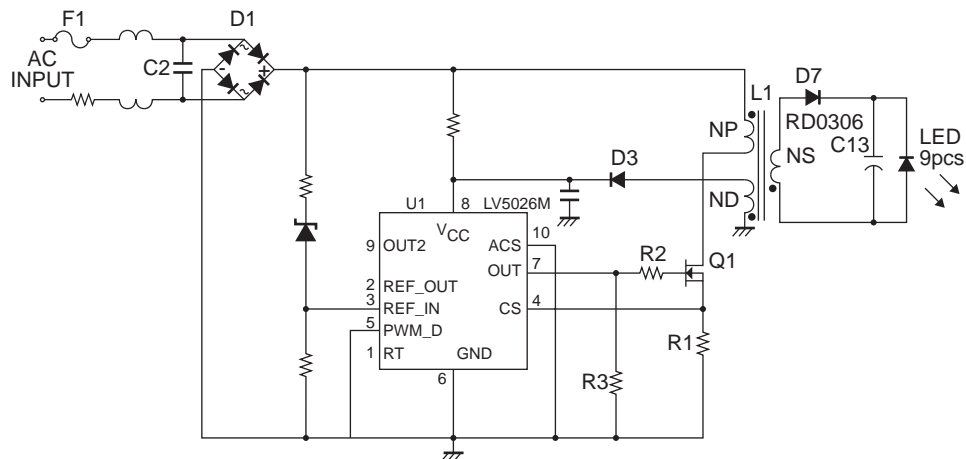 F1
D1
AC
INPUT
C2
~
~
-
+
D7
L1
NP
RD0306
C13
LED
9pcs
NS
D3
ND
U1
8
LV5026M
VCC
10
9
OUT2
ACS
7
OUT
R2
Q1
2
REF_OUT
3
REF_IN
4
CS
5
PWM_D
R1
1
RT
GND
R3
6